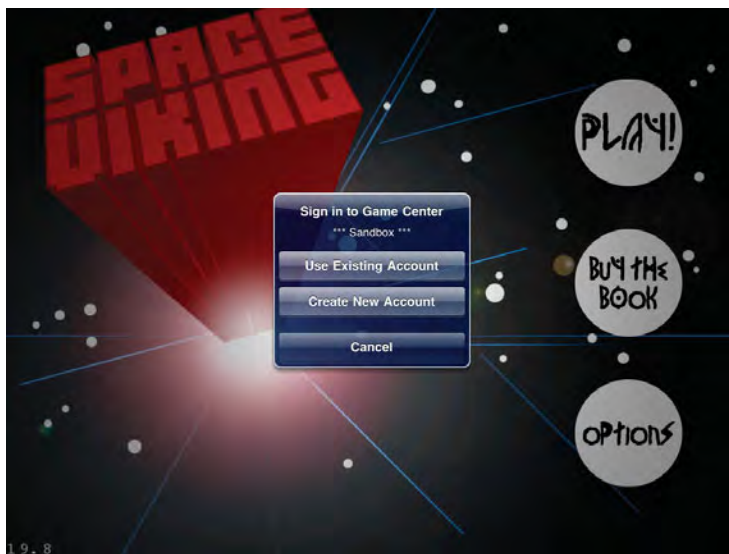 SPACE
VIKING
PLAY!
Sign in to Game Center
*** Sandbox ***
Use Existing Account
Create New Account
Cancel
BUY THE
BOOK
OPTIONS
19.8